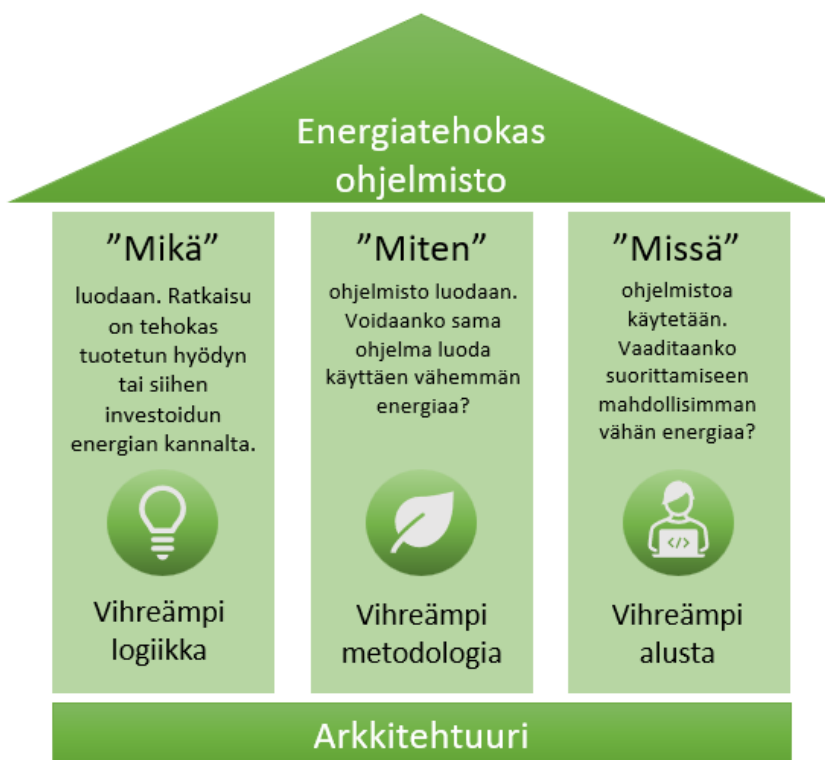 Energiatehokas
ohjelmisto
”Mikä”
luodaan. Ratkaisu
on tehokas
tuotetun hyödyn
tai siihen
investoidun
energian kannalta.
Vihreämpi
logiikka
”Miten”
ohjelmisto luodaan.
Voidaanko sama
ohjelma luoda
käyttäen vähemmän
energiaa?
Vihreämpi
metodologia
”Missä”
ohjelmistoa
käytetään.
Vaaditaanko
suorittamiseen
mahdollisimman
vähän energiaa?
</>
Vihreämpi
alusta
Arkkitehtuuri